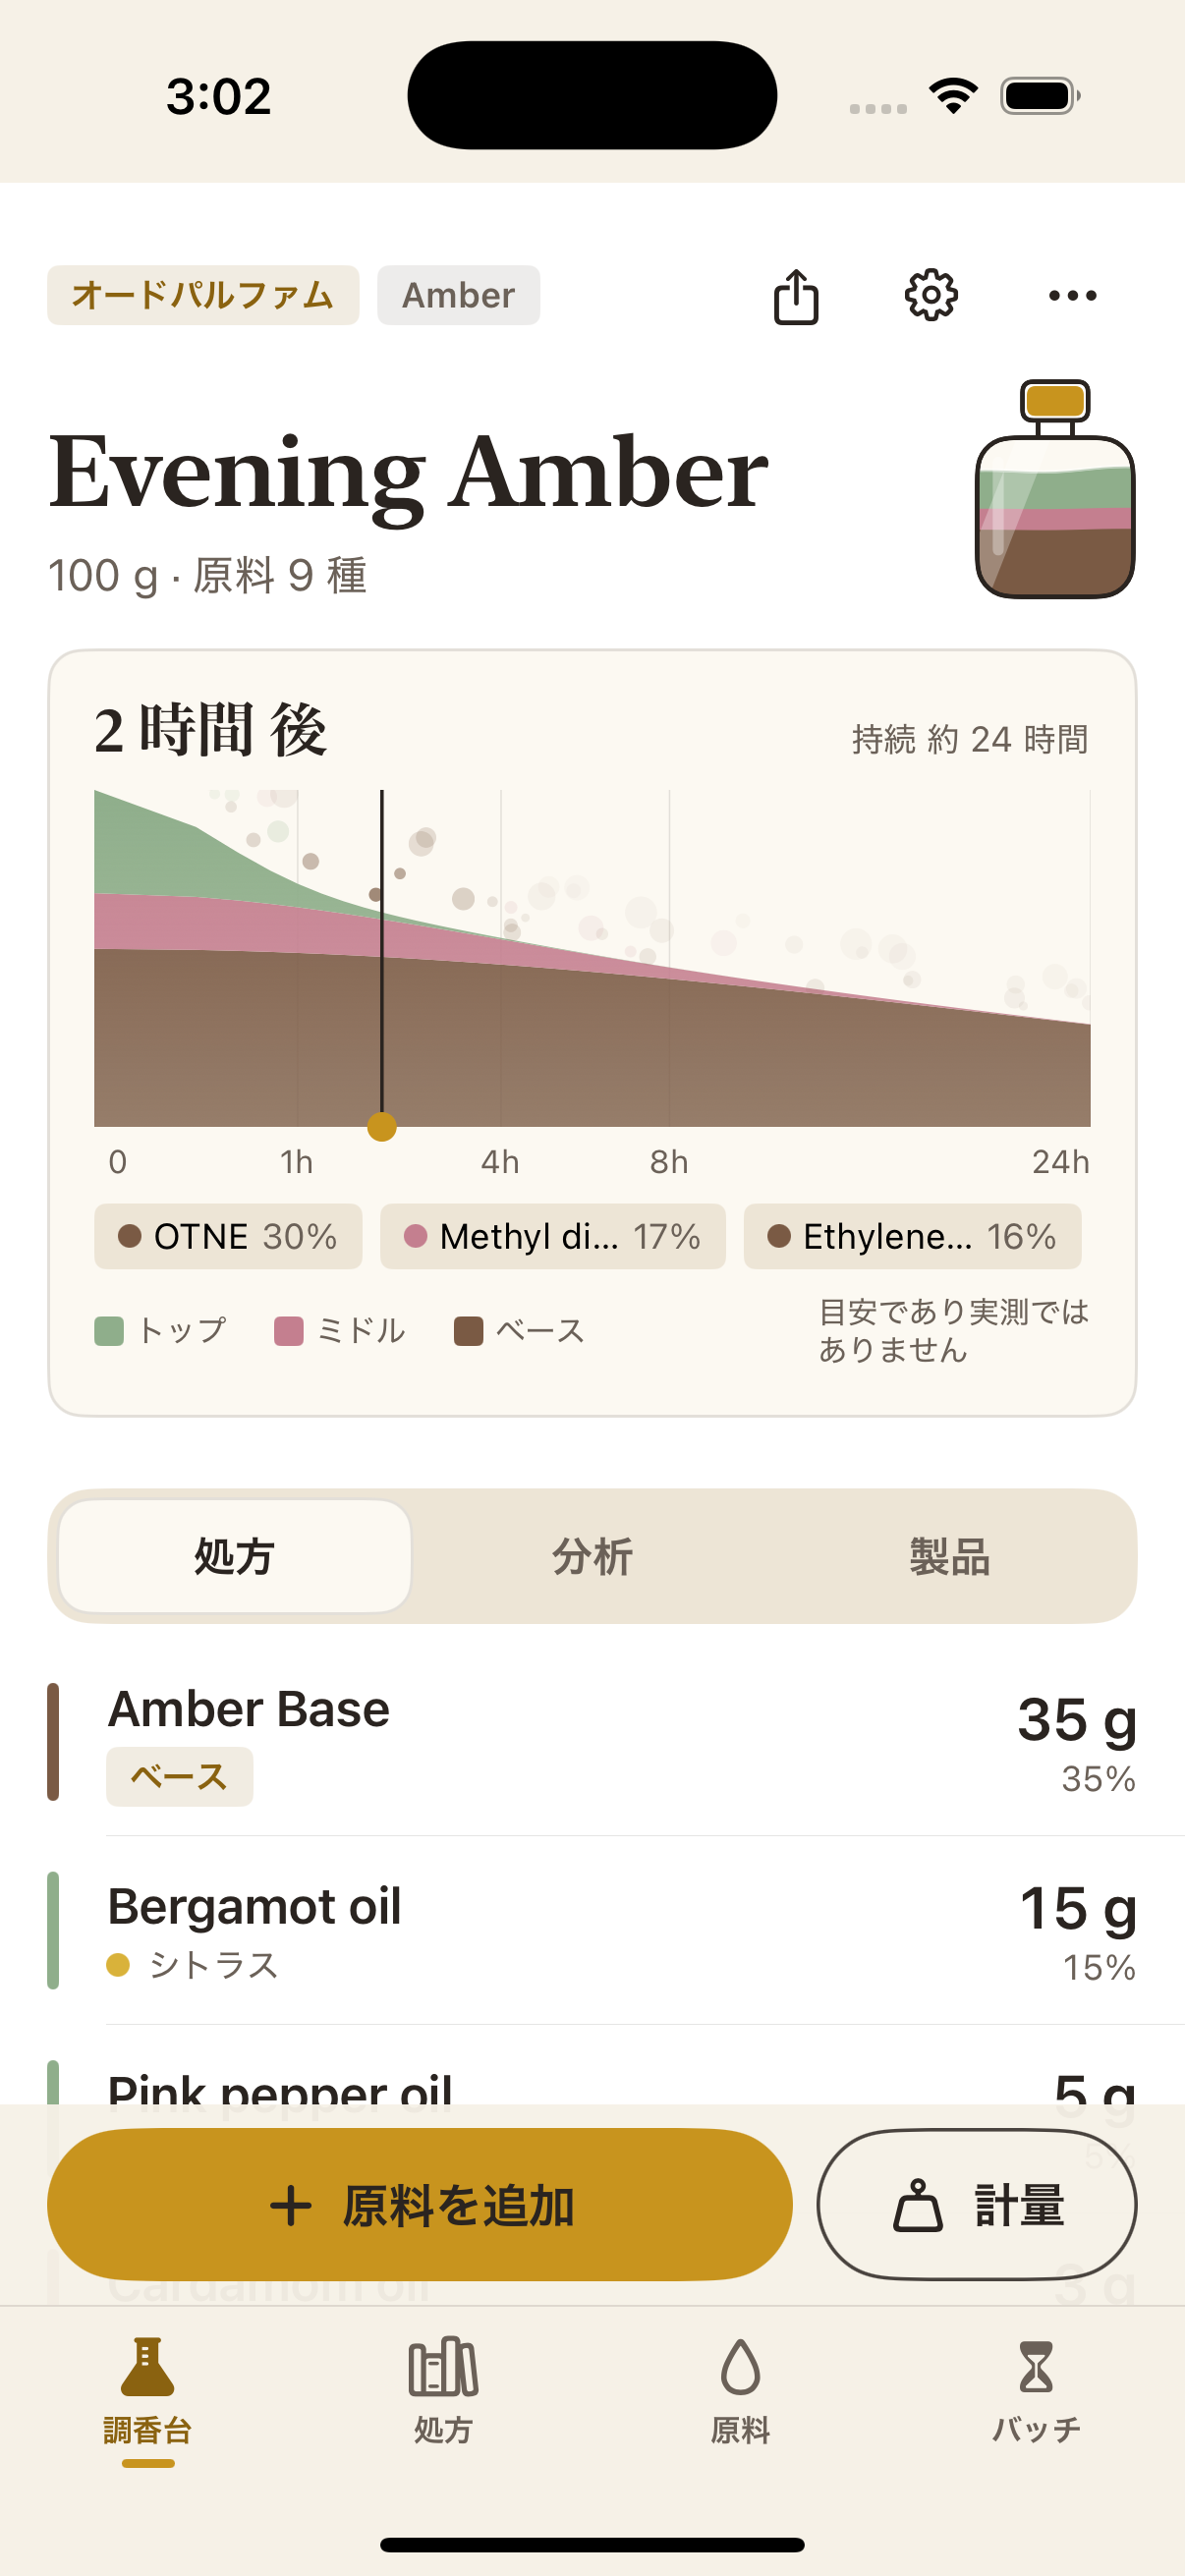 3:02
オードパルファム
Amber
Evening Amber
100 g · 原料 9 種
2 時間 後
持続 約 24 時間
0 1h 4h 8h 24h
OTNE 30%
Methyl di… 17%
Ethylene… 16%
トップ ミドル ベース
目安であり実測では
ありません
処方 分析 製品
Amber Base
35 g
ベース
35%
Bergamot oil
15 g
シトラス
15%
Pink pepper oil
5 g
5%
原料を追加
計量
Cardamom oil
3 g
調香台 処方 原料 バッチ